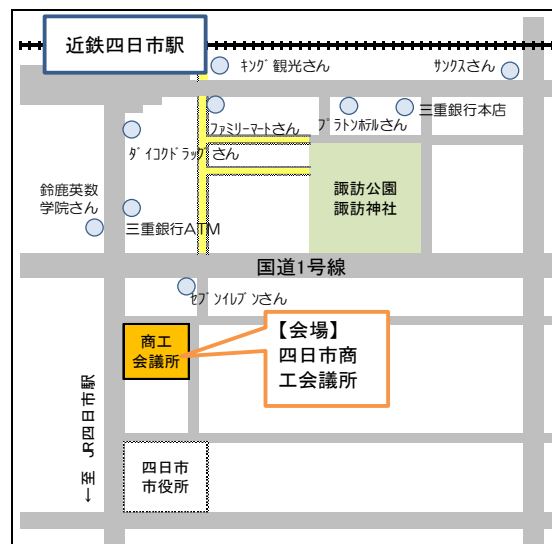 近鉄四日市駅
キング観光さん
サンクスさん
ファミリーマートさん
プラトンホテルさん
三重銀行本店
ダイコクドラッグさん
諏訪公園
諏訪神社
鈴鹿英数
学院さん
三重銀行ATM
国道1号線
セブンイレブンさん
商工
会議所
【会場】
四日市商
工会議所
←至 JR四日市駅
四日市
市役所